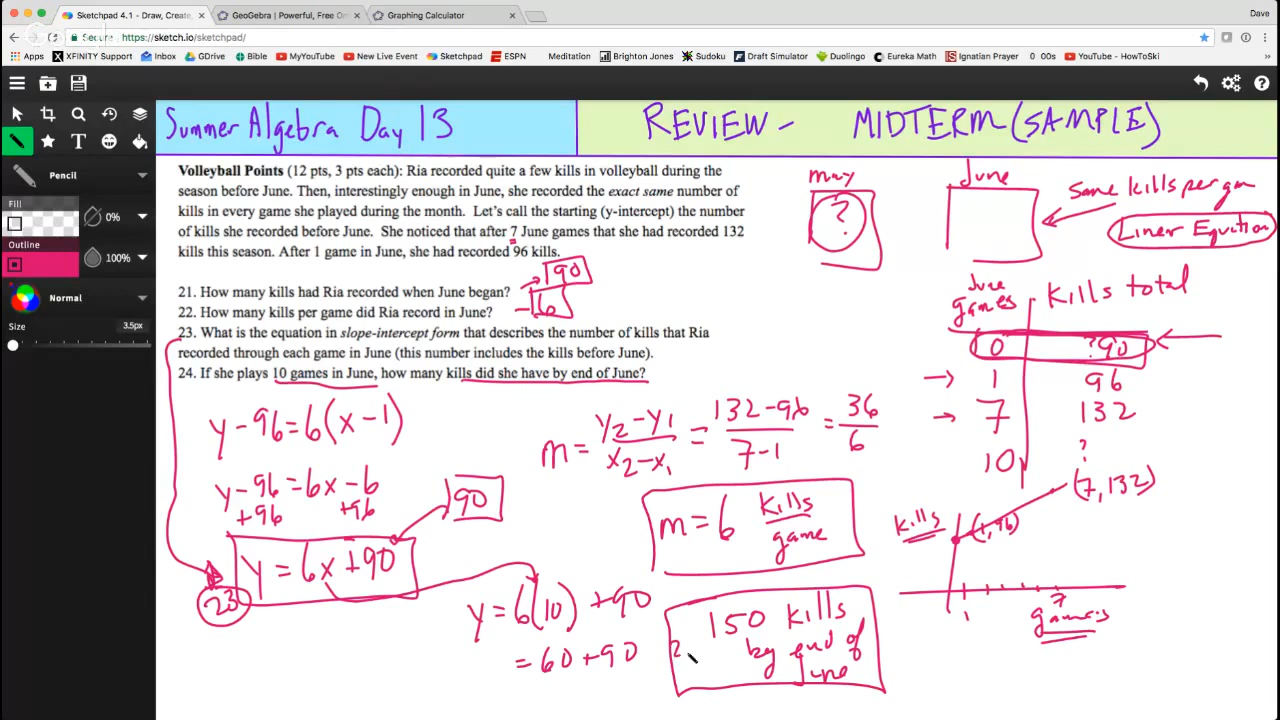 Sketchpad 4.1 - Draw, Create,
GeoGebra | Powerful, Free On
Graphing Calculator
Dave
Secure
https://sketch.io/sketchpad/
Apps
XFINITY Support
Inbox
GDrive
Bible
MyYouTube
New Live Event
Sketchpad
ESPN
Meditation
Brighton Jones
Sudoku
Draft Simulator
Duolingo
Eureka Math
Ignatian Prayer
0 00s
YouTube - HowToSki
Pencil
Fill
0%
Outline
100%
Normal
Size
3.5px
Summer Algebra Day 13
REVIEW - MIDTERM (SAMPLE)
Volleyball Points (12 pts, 3 pts each): Ria recorded quite a few kills in volleyball during the
season before June. Then, interestingly enough in June, she recorded the exact same number of
kills in every game she played during the month. Let's call the starting (y-intercept) the number
of kills she recorded before June. She noticed that after 7 June games that she had recorded 132
kills this season. After 1 game in June, she had recorded 96 kills.
21. How many kills had Ria recorded when June began?
90
22. How many kills per game did Ria record in June?
6
23. What is the equation in slope-intercept form that describes the number of kills that Ria
recorded through each game in June (this number includes the kills before June).
24. If she plays 10 games in June, how many kills did she have by end of June?
may
?
June
Same kills per gam
Liner Equation
June games
Kills total
0 ?90
1 96
7 132
10 ?
y-96=6(x-1)
y-96=6x-6
+96 +96
y=6x+90
90
23
m= y2-y1 / x2-x1 = 132-96 / 7-1 = 36 / 6
m=6 kills / game
y=6(10)+90
=60+90
150 kills
by end of
June
2
kills
(1,96)
(7,132)
1
7
games